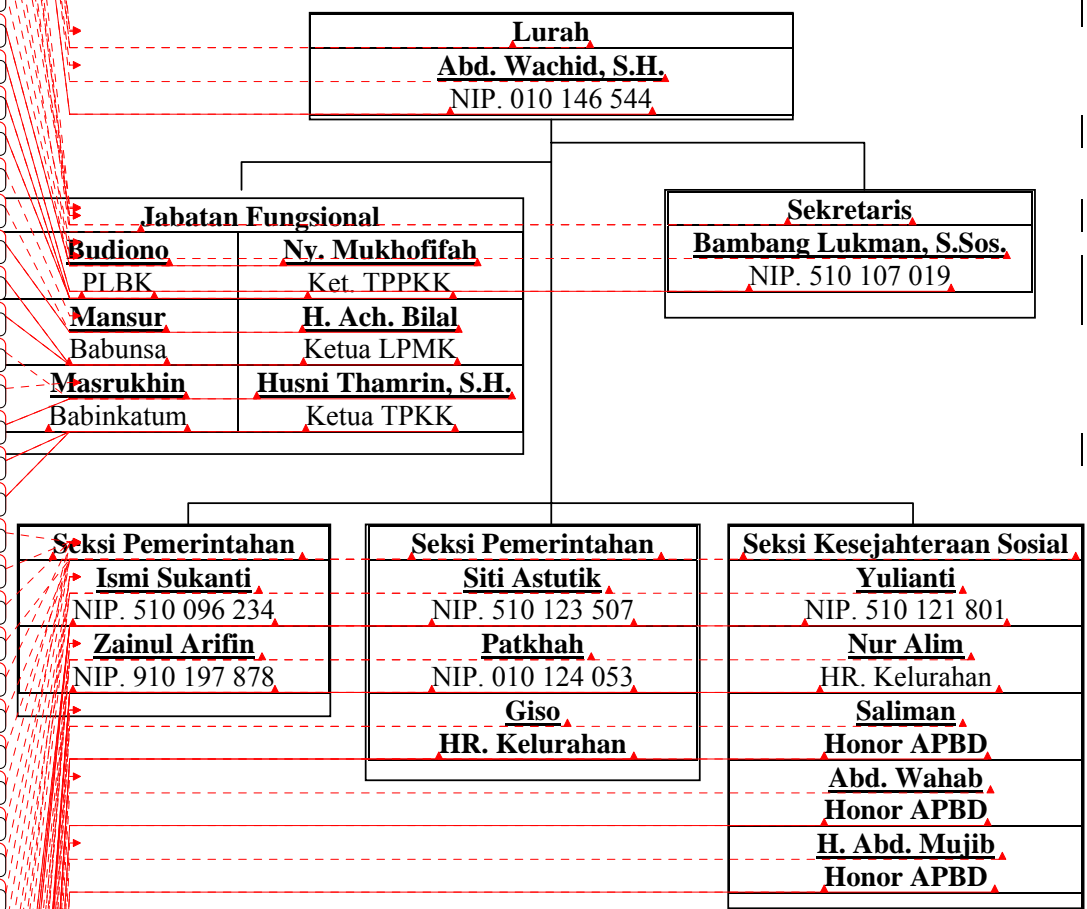 Lurah
Abd. Wachid, S.H.
NIP. 010 146 544
Jabatan Fungsional
Budiono
PLBK
Ny. Mukhofifah
Ket. TPPKK
Mansur
Babunsa
H. Ach. Bilal
Ketua LPMK
Masrukhin
Babinkatum
Husni Thamrin, S.H.
Ketua TPKK
Sekretaris
Bambang Lukman, S.Sos.
NIP. 510 107 019
Seksi Pemerintahan
Ismi Sukanti
NIP. 510 096 234
Zainul Arifin
NIP. 910 197 878
Seksi Pemerintahan
Siti Astutik
NIP. 510 123 507
Patkhah
NIP. 010 124 053
Giso
HR. Kelurahan
Seksi Kesejahteraan Sosial
Yulianti
NIP. 510 121 801
Nur Alim
HR. Kelurahan
Saliman
Honor APBD
Abd. Wahab
Honor APBD
H. Abd. Mujib
Honor APBD